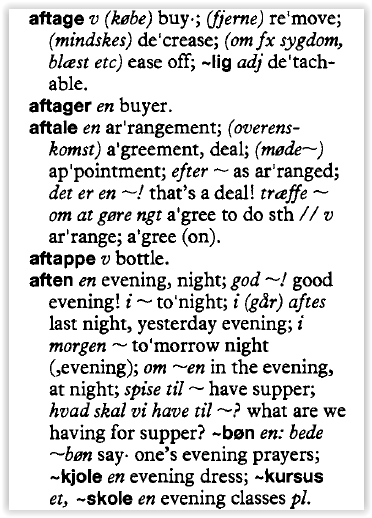 aftage v (købe) buy·; (fjerne) re'move;
(mindskes) de'crease; (om fx sygdom,
blæst etc) ease off; ~lig adj de'tach-
able.
aftager en buyer.
aftale en ar'rangement; (overens-
komst) a'greement, deal; (møde~)
ap'pointment; efter ~ as ar'ranged;
det er en ~! that's a deal! træffe ~
om at gøre ngt a'gree to do sth // v
ar'range; a'gree (on).
aftappe v bottle.
aften en evening, night; god ~! good
evening! i ~ to'night; i (går) aftes
last night, yesterday evening; i
morgen ~ to'morrow night
(,evening); om ~en in the evening,
at night; spise til ~ have supper;
hvad skal vi have til ~? what are we
having for supper? ~bøn en: bede
~bøn say· one's evening prayers;
~kjole en evening dress; ~kursus
et, ~skole en evening classes pl.